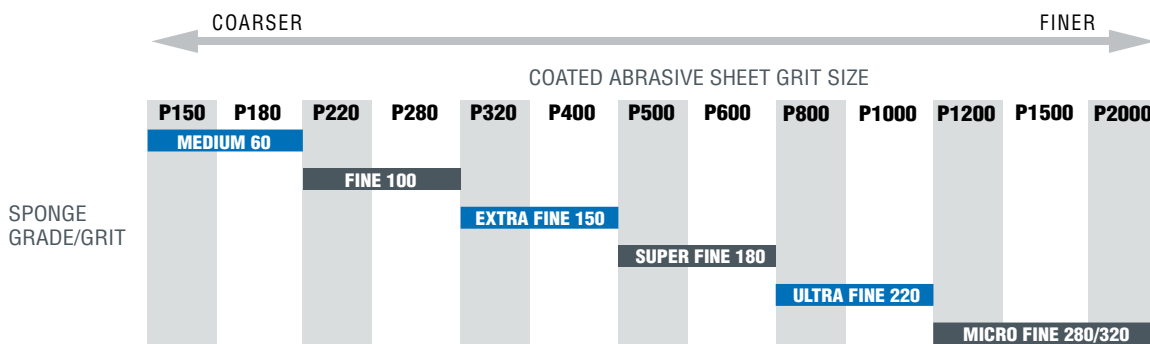 COARSER FINER
COATED ABRASIVE SHEET GRIT SIZE
P150 P180 P220 P280 P320 P400 P500 P600 P800 P1000 P1200 P1500 P2000
MEDIUM 60
FINE 100
SPONGE
GRADE/GRIT
EXTRA FINE 150
SUPER FINE 180
ULTRA FINE 220
MICRO FINE 280/320